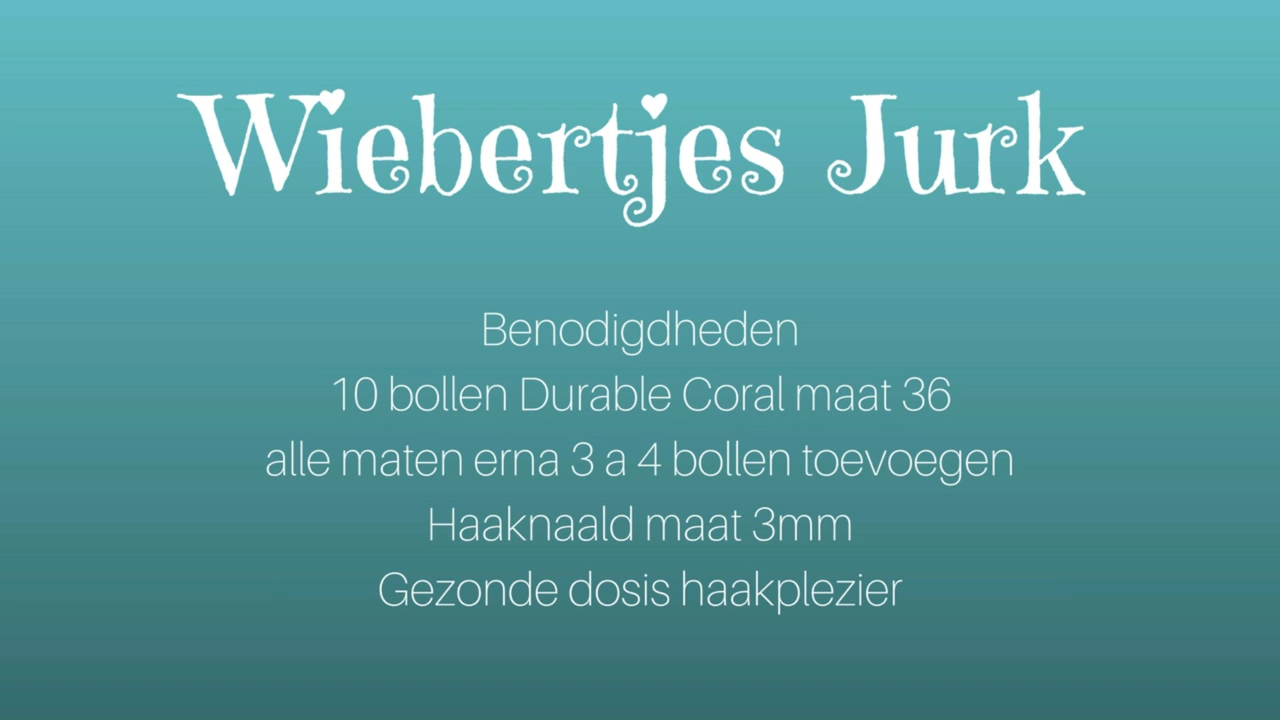 Wiebertjes Jurk
Benodigdheden
10 bollen Durable Coral maat 36
alle maten erna 3 a 4 bollen toevoegen
Haaknaald maat 3mm
Gezonde dosis haakplezier